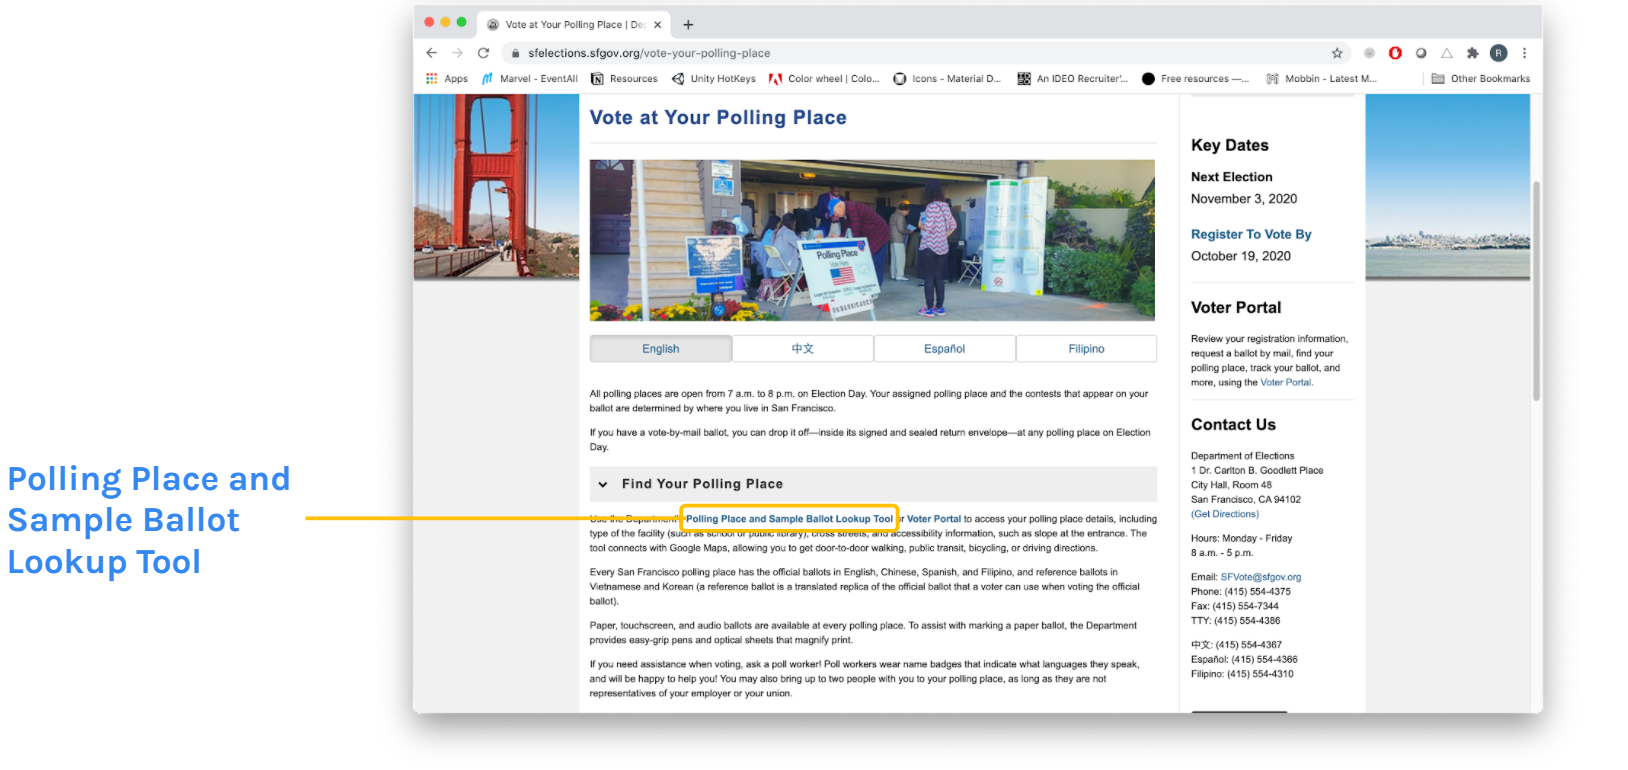 Polling Place and
Sample Ballot
Lookup Tool
Vote at Your Polling Place | De
sfelections.sfgov.org/vote-your-polling-place
R
Apps
Marvel - EventAll
Resources
Unity HotKeys
Color wheel | Colo...
Icons - Material D...
An IDEO Recruiter'...
Free resources —...
Mobbin - Latest M...
Other Bookmarks
Vote at Your Polling Place
Polling Place
Vote Here
English
中文
Español
Filipino
All polling places are open from 7 a.m. to 8 p.m. on Election Day. Your assigned polling place and the contests that appear on your
ballot are determined by where you live in San Francisco.
If you have a vote-by-mail ballot, you can drop it off—inside its signed and sealed return envelope—at any polling place on Election
Day.
Find Your Polling Place
Use the Department's Polling Place and Sample Ballot Lookup Tool or Voter Portal to access your polling place details, including
type of the facility (such as school or public library), cross streets, and accessibility information, such as slope at the entrance. The
tool connects with Google Maps, allowing you to get door-to-door walking, public transit, bicycling, or driving directions.
Every San Francisco polling place has the official ballots in English, Chinese, Spanish, and Filipino, and reference ballots in
Vietnamese and Korean (a reference ballot is a translated replica of the official ballot that a voter can use when voting the official
ballot).
Paper, touchscreen, and audio ballots are available at every polling place. To assist with marking a paper ballot, the Department
provides easy-grip pens and optical sheets that magnify print.
If you need assistance when voting, ask a poll worker! Poll workers wear name badges that indicate what languages they speak,
and will be happy to help you! You may also bring up to two people with you to your polling place, as long as they are not
representatives of your employer or your union.
Key Dates
Next Election
November 3, 2020
Register To Vote By
October 19, 2020
Voter Portal
Review your registration information,
request a ballot by mail, find your
polling place, track your ballot, and
more, using the Voter Portal.
Contact Us
Department of Elections
1 Dr. Carlton B. Goodlett Place
City Hall, Room 48
San Francisco, CA 94102
(Get Directions)
Hours: Monday - Friday
8 a.m. - 5 p.m.
Email: SFVote@sfgov.org
Phone: (415) 554-4375
Fax: (415) 554-7344
TTY: (415) 554-4386
中文: (415) 554-4367
Español: (415) 554-4366
Filipino: (415) 554-4310